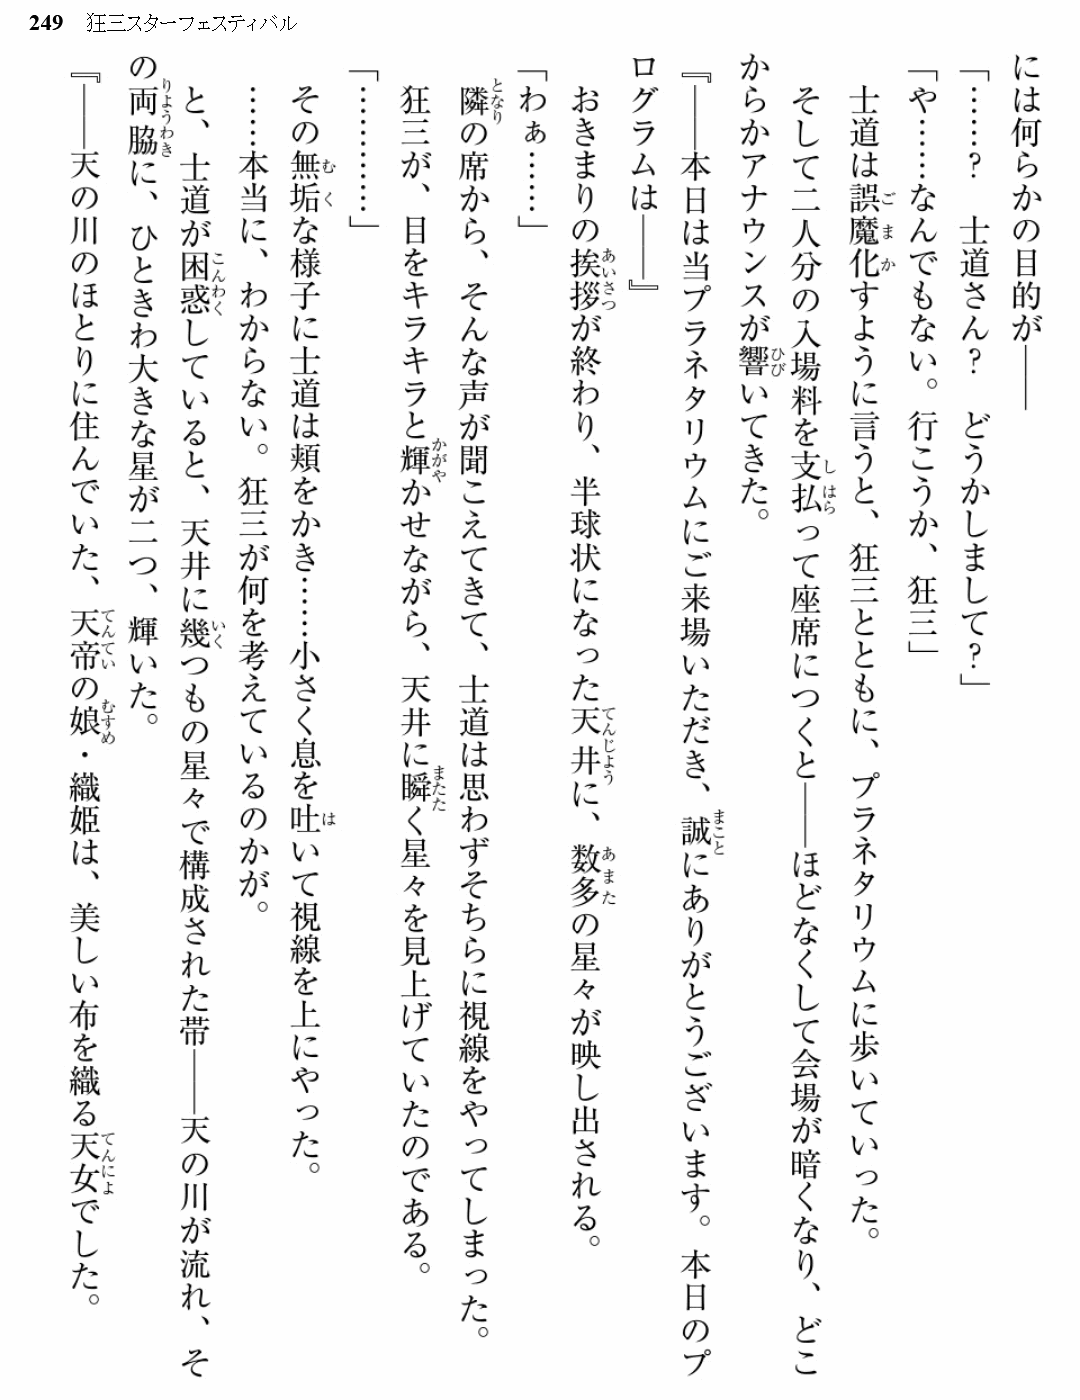 249 狂三スターフェスティバル
には何らかの目的が――
「……？　士道さん？　どうかしまして？」
「や……なんでもない。行こうか、狂三」
士道は誤魔化すように言うと、狂三とともに、プラネタリウムに歩いていった。
そして二人分の入場料を支払って座席につくと――ほどなくして会場が暗くなり、どこ
からかアナウンスが響いてきた。
『――本日は当プラネタリウムにご来場いただき、誠にありがとうございます。本日のプ
ログラムは――』
おきまりの挨拶が終わり、半球状になった天井に、数多の星々が映し出される。
「わぁ……」
隣の席から、そんな声が聞こえてきて、士道は思わずそちらに視線をやってしまった。
狂三が、目をキラキラと輝かせながら、天井に瞬く星々を見上げていたのである。
「…………」
その無垢な様子に士道は頬をかき……小さく息を吐いて視線を上にやった。
……本当に、わからない。狂三が何を考えているのかが。
と、士道が困惑していると、天井に幾つもの星々で構成された帯――天の川が流れ、そ
の両脇に、ひときわ大きな星が二つ、輝いた。
『――天の川のほとりに住んでいた、天帝の娘・織姫は、美しい布を織る天女でした。